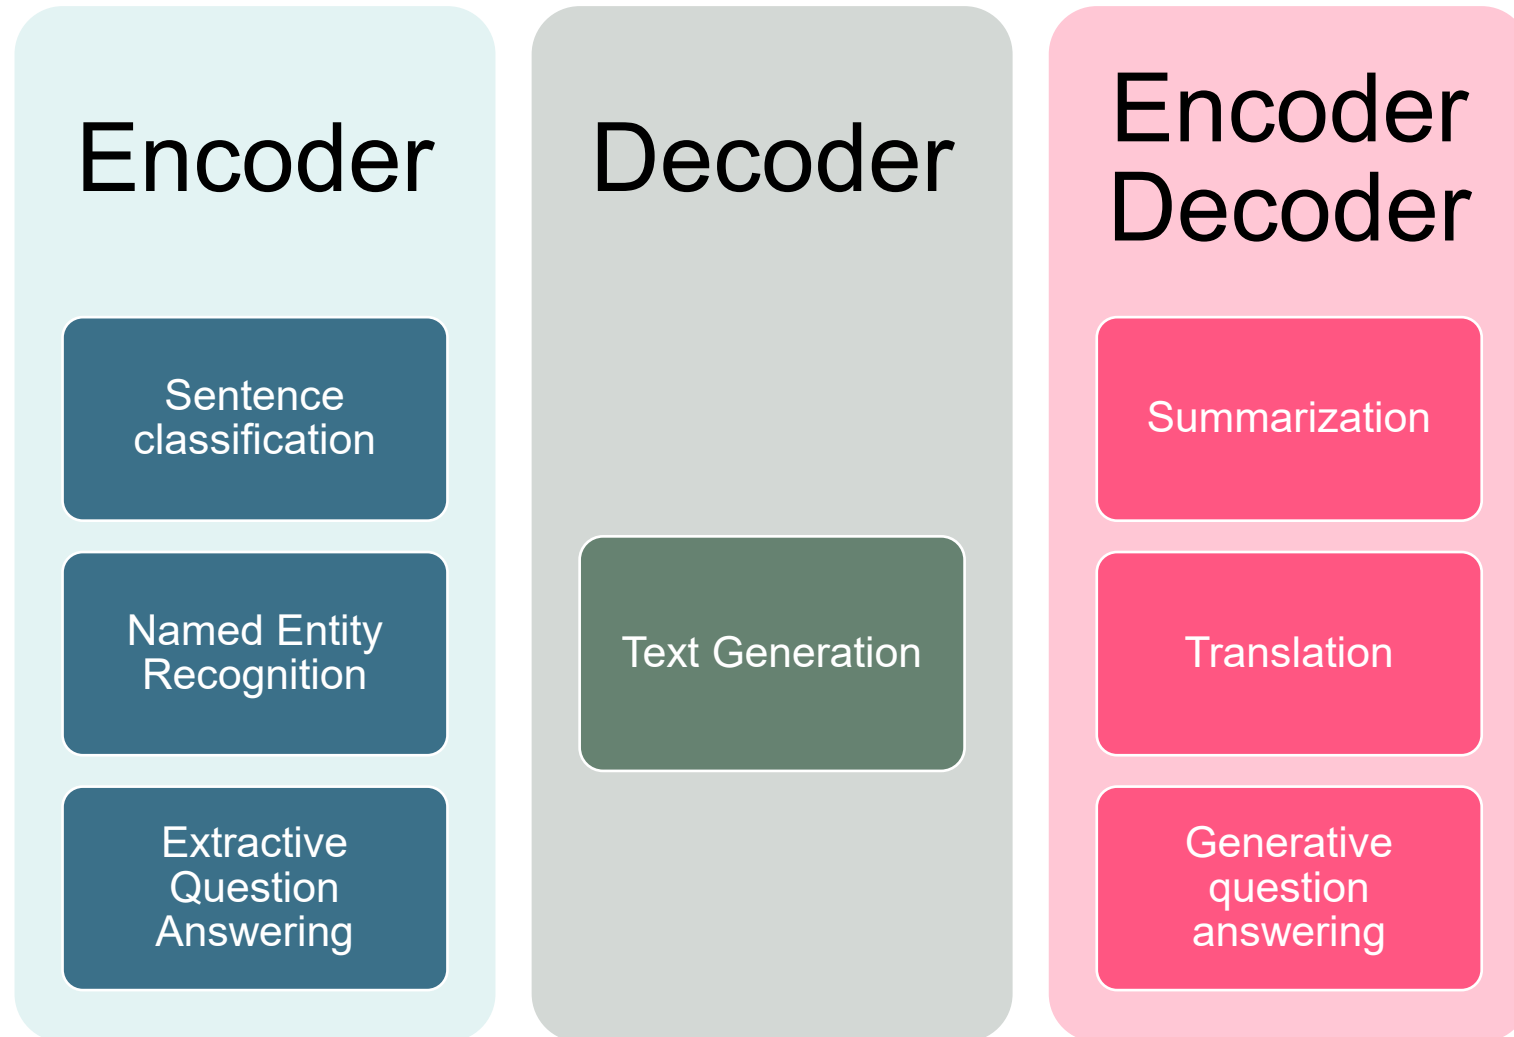 Encoder
Sentence
classification
Named Entity
Recognition
Extractive
Question
Answering
Decoder
Text Generation
Encoder
Decoder
Summarization
Translation
Generative
question
answering